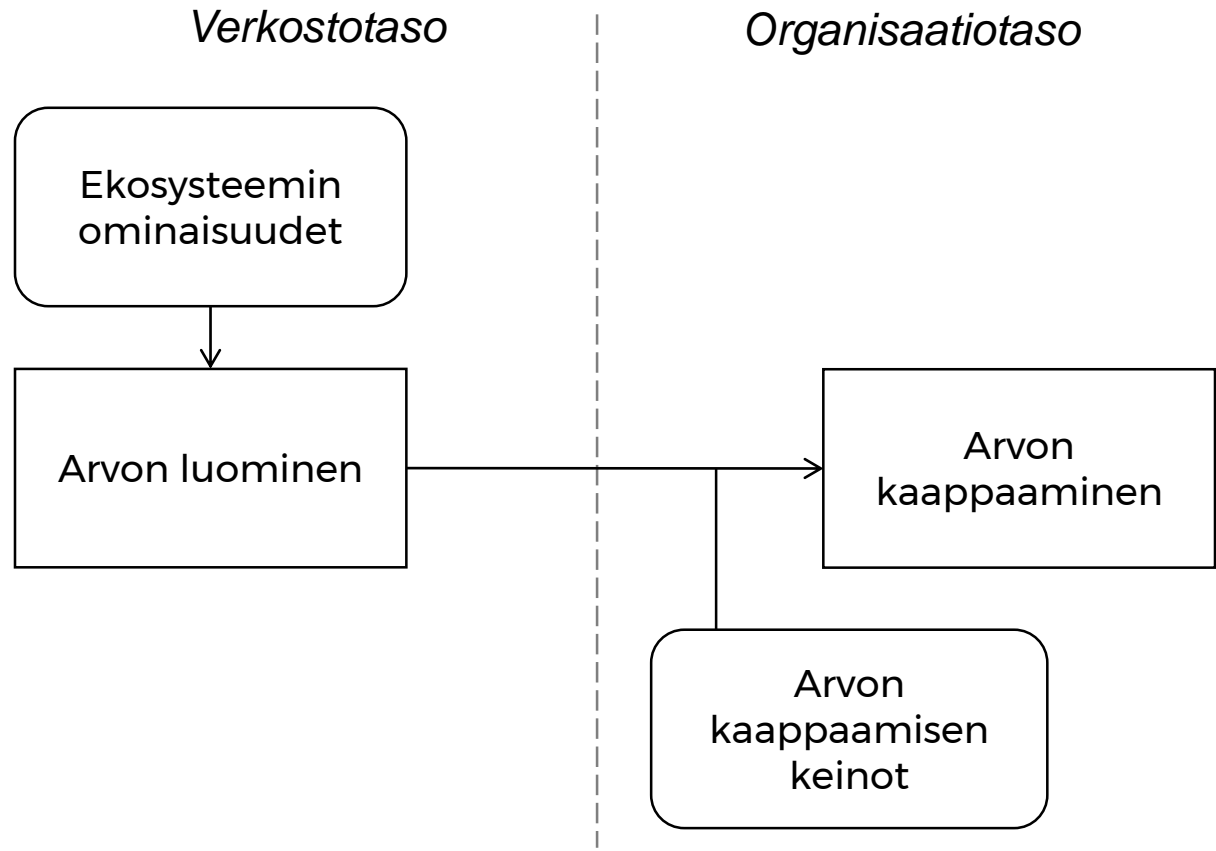 Verkostotaso
Organisaatiotaso
Ekosysteemin
ominaisuudet
Arvon luominen
Arvon
kaappaaminen
Arvon
kaappaamisen
keinot